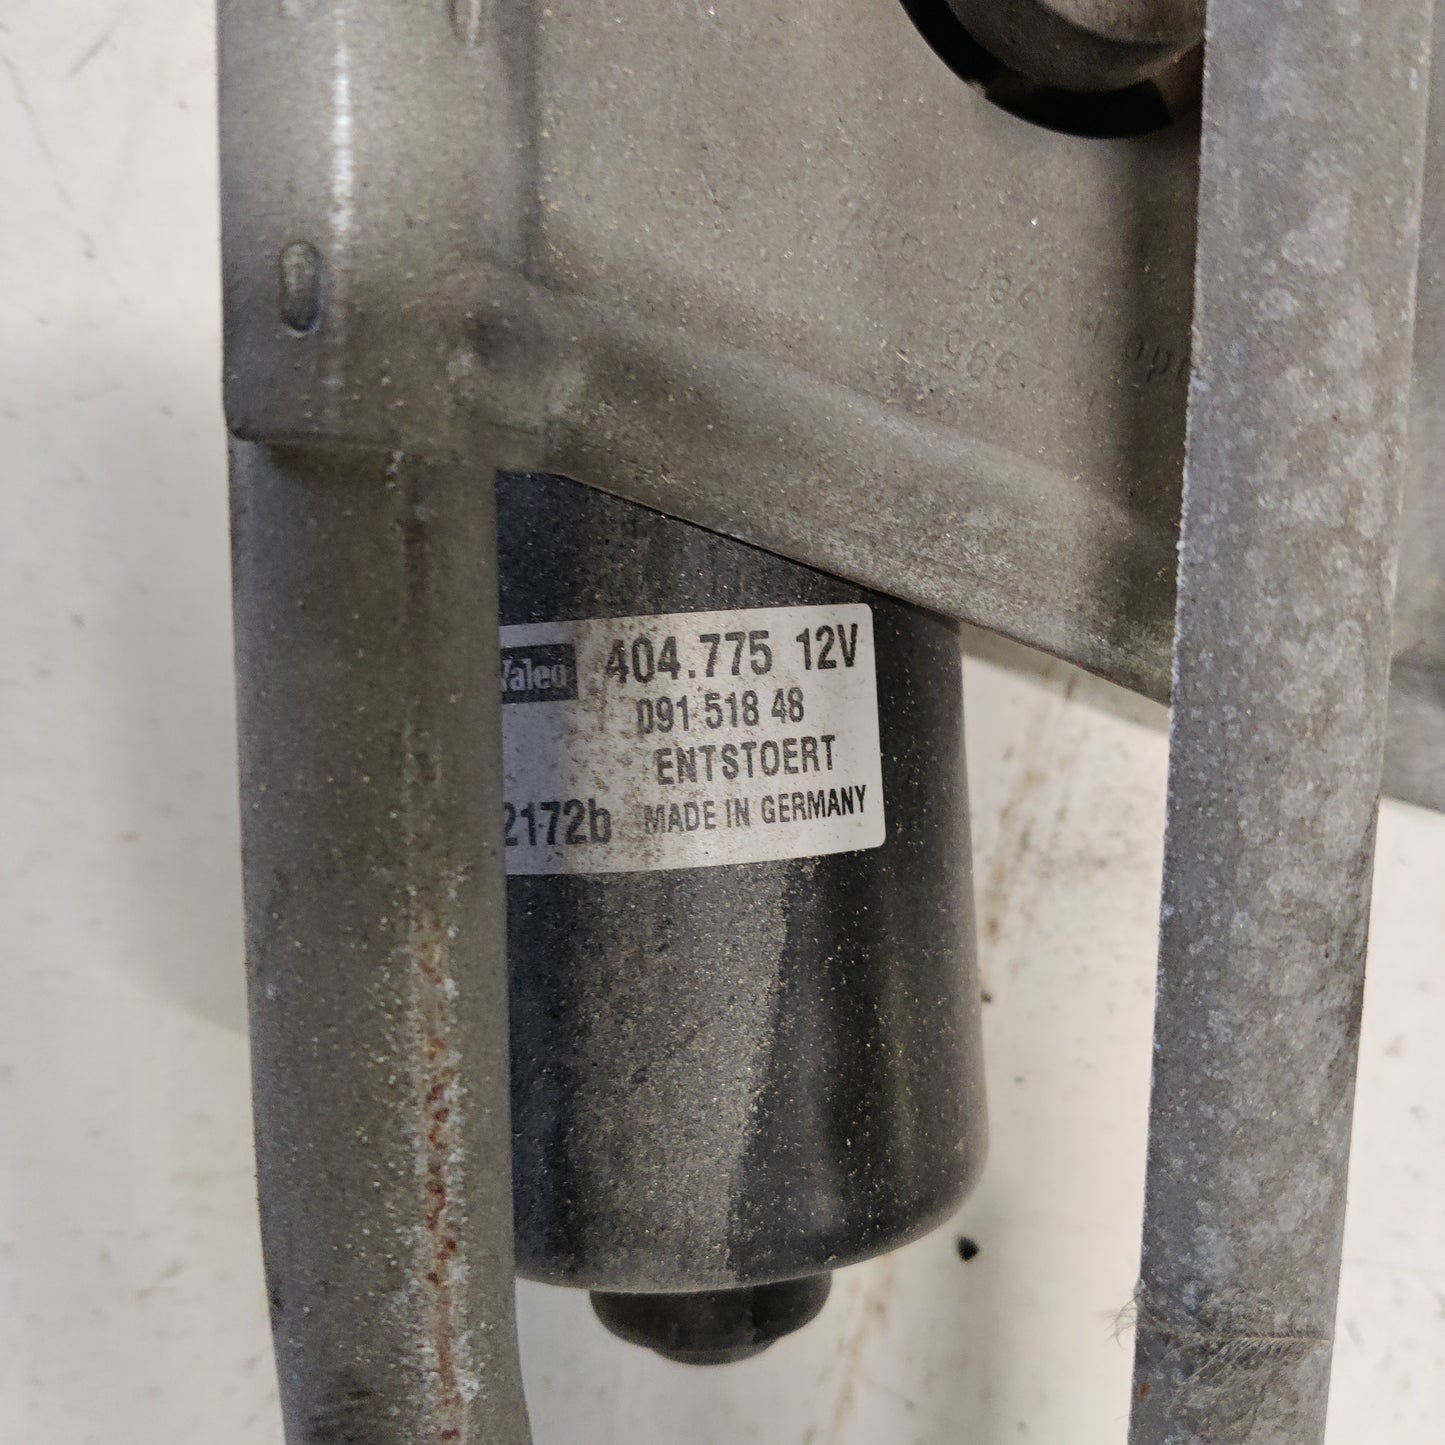 Valeo 404.775 12V
091 518 48
ENTSTOERT
2172b MADE IN GERMANY